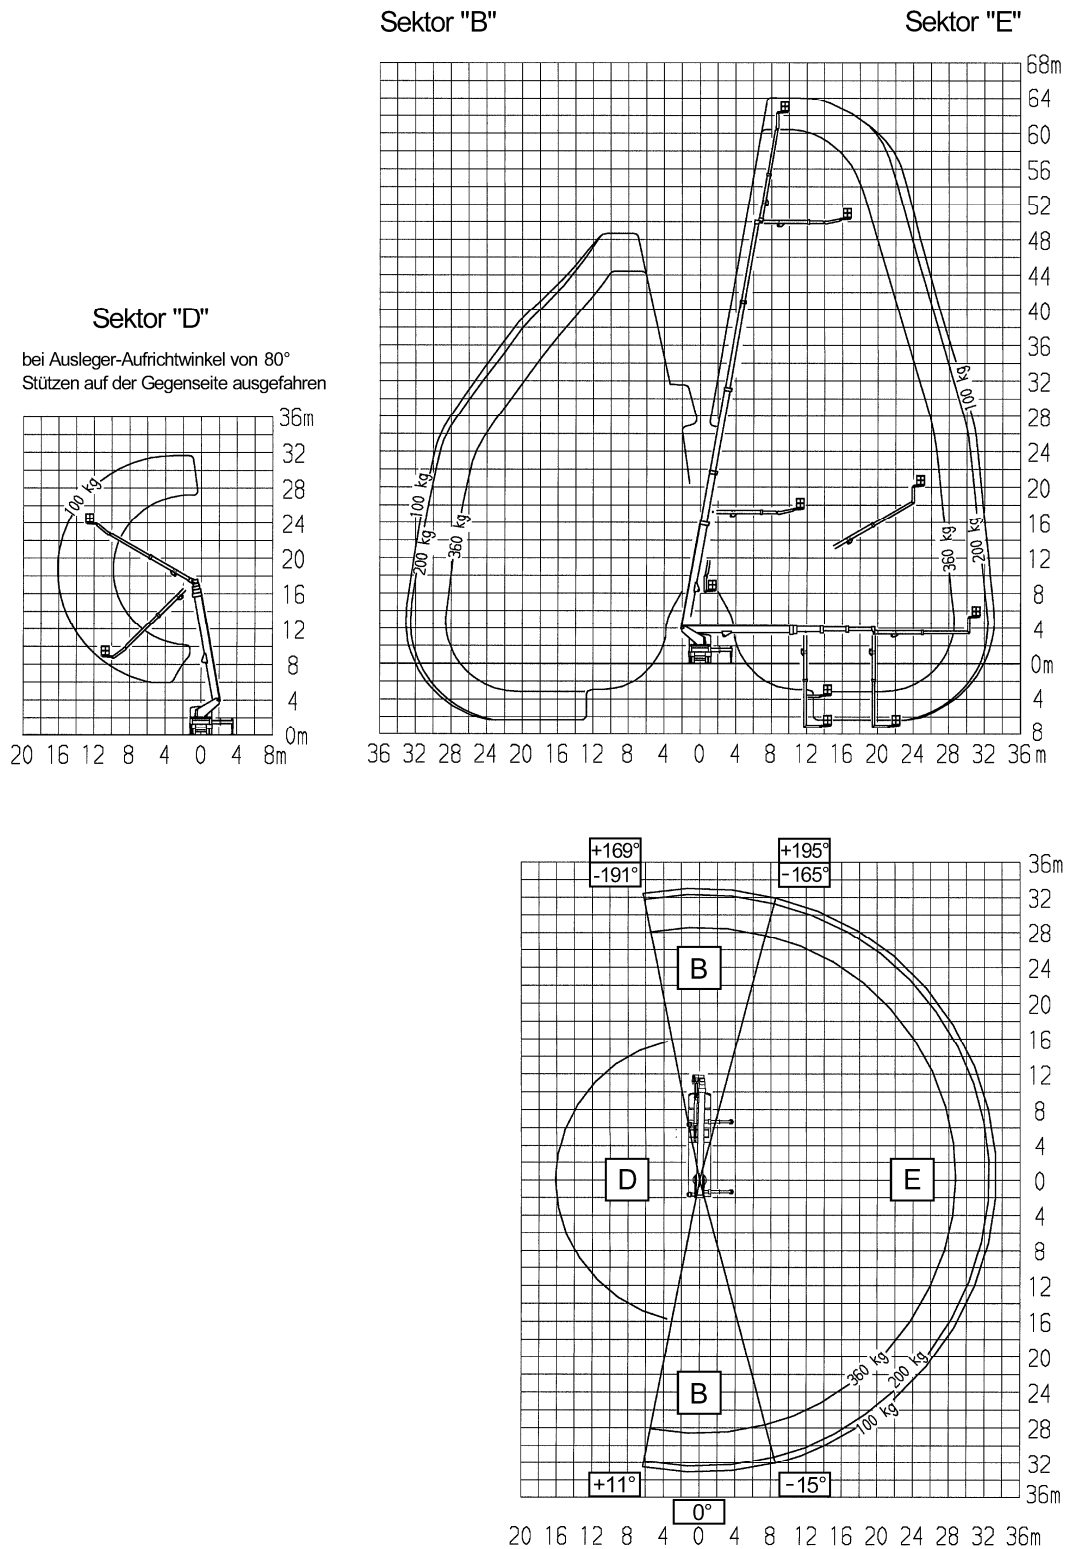 Sektor "B"
Sektor "E"
68m
64
60
56
52
48
44
40
36
32
28
24
20
16
12
8
4
0m
4
8
100 kg
200 kg
360 kg
100 kg
200 kg
360 kg
36 32 28 24 20 16 12 8 4 0 4 8 12 16 20 24 28 32 36m
Sektor "D"
bei Ausleger-Aufrichtwinkel von 80°
Stützen auf der Gegenseite ausgefahren
36m
32
28
24
20
16
12
8
4
0m
100 kg
20 16 12 8 4 0 4 8m
+169°
-191°
+195°
-165°
36m
32
28
24
20
16
12
8
4
0
4
8
12
16
20
24
28
32
36m
B
D
E
B
360 kg
200 kg
100 kg
+11°
-15°
0°
20 16 12 8 4 0 4 8 12 16 20 24 28 32 36m